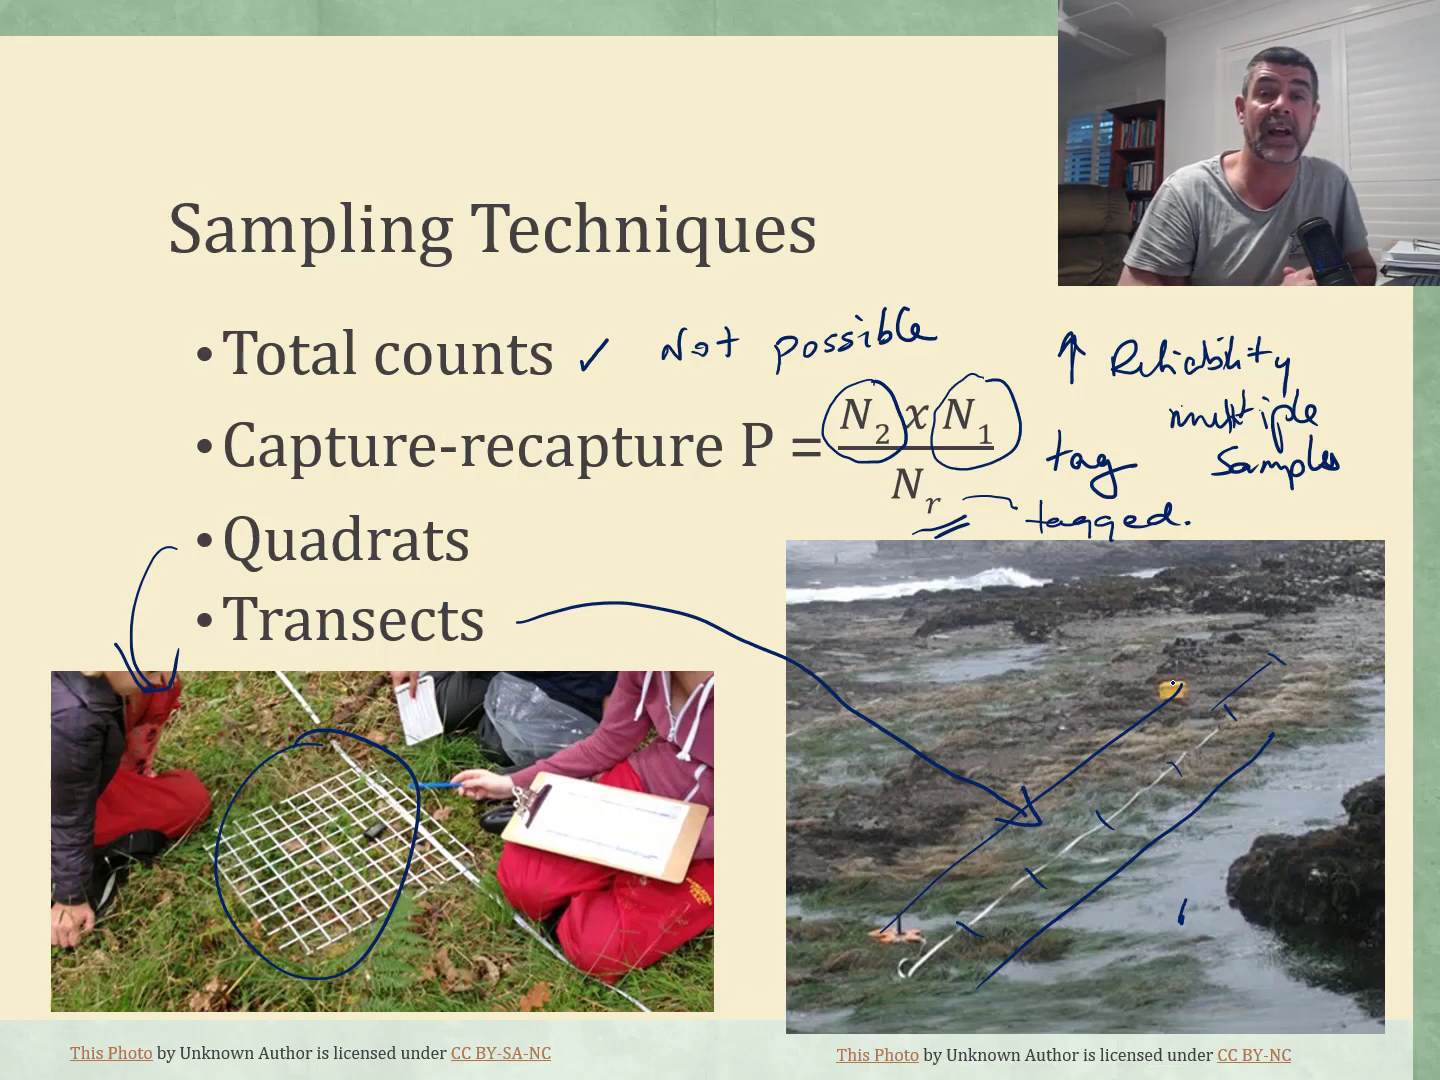 Sampling Techniques
• Total counts ✓ Not possible
↑ Reliability
multiple
samples
• Capture-recapture P = N₂ x N₁ / Nᵣ
tag
tagged.
• Quadrats
• Transects
This Photo by Unknown Author is licensed under CC BY-SA-NC
This Photo by Unknown Author is licensed under CC BY-NC